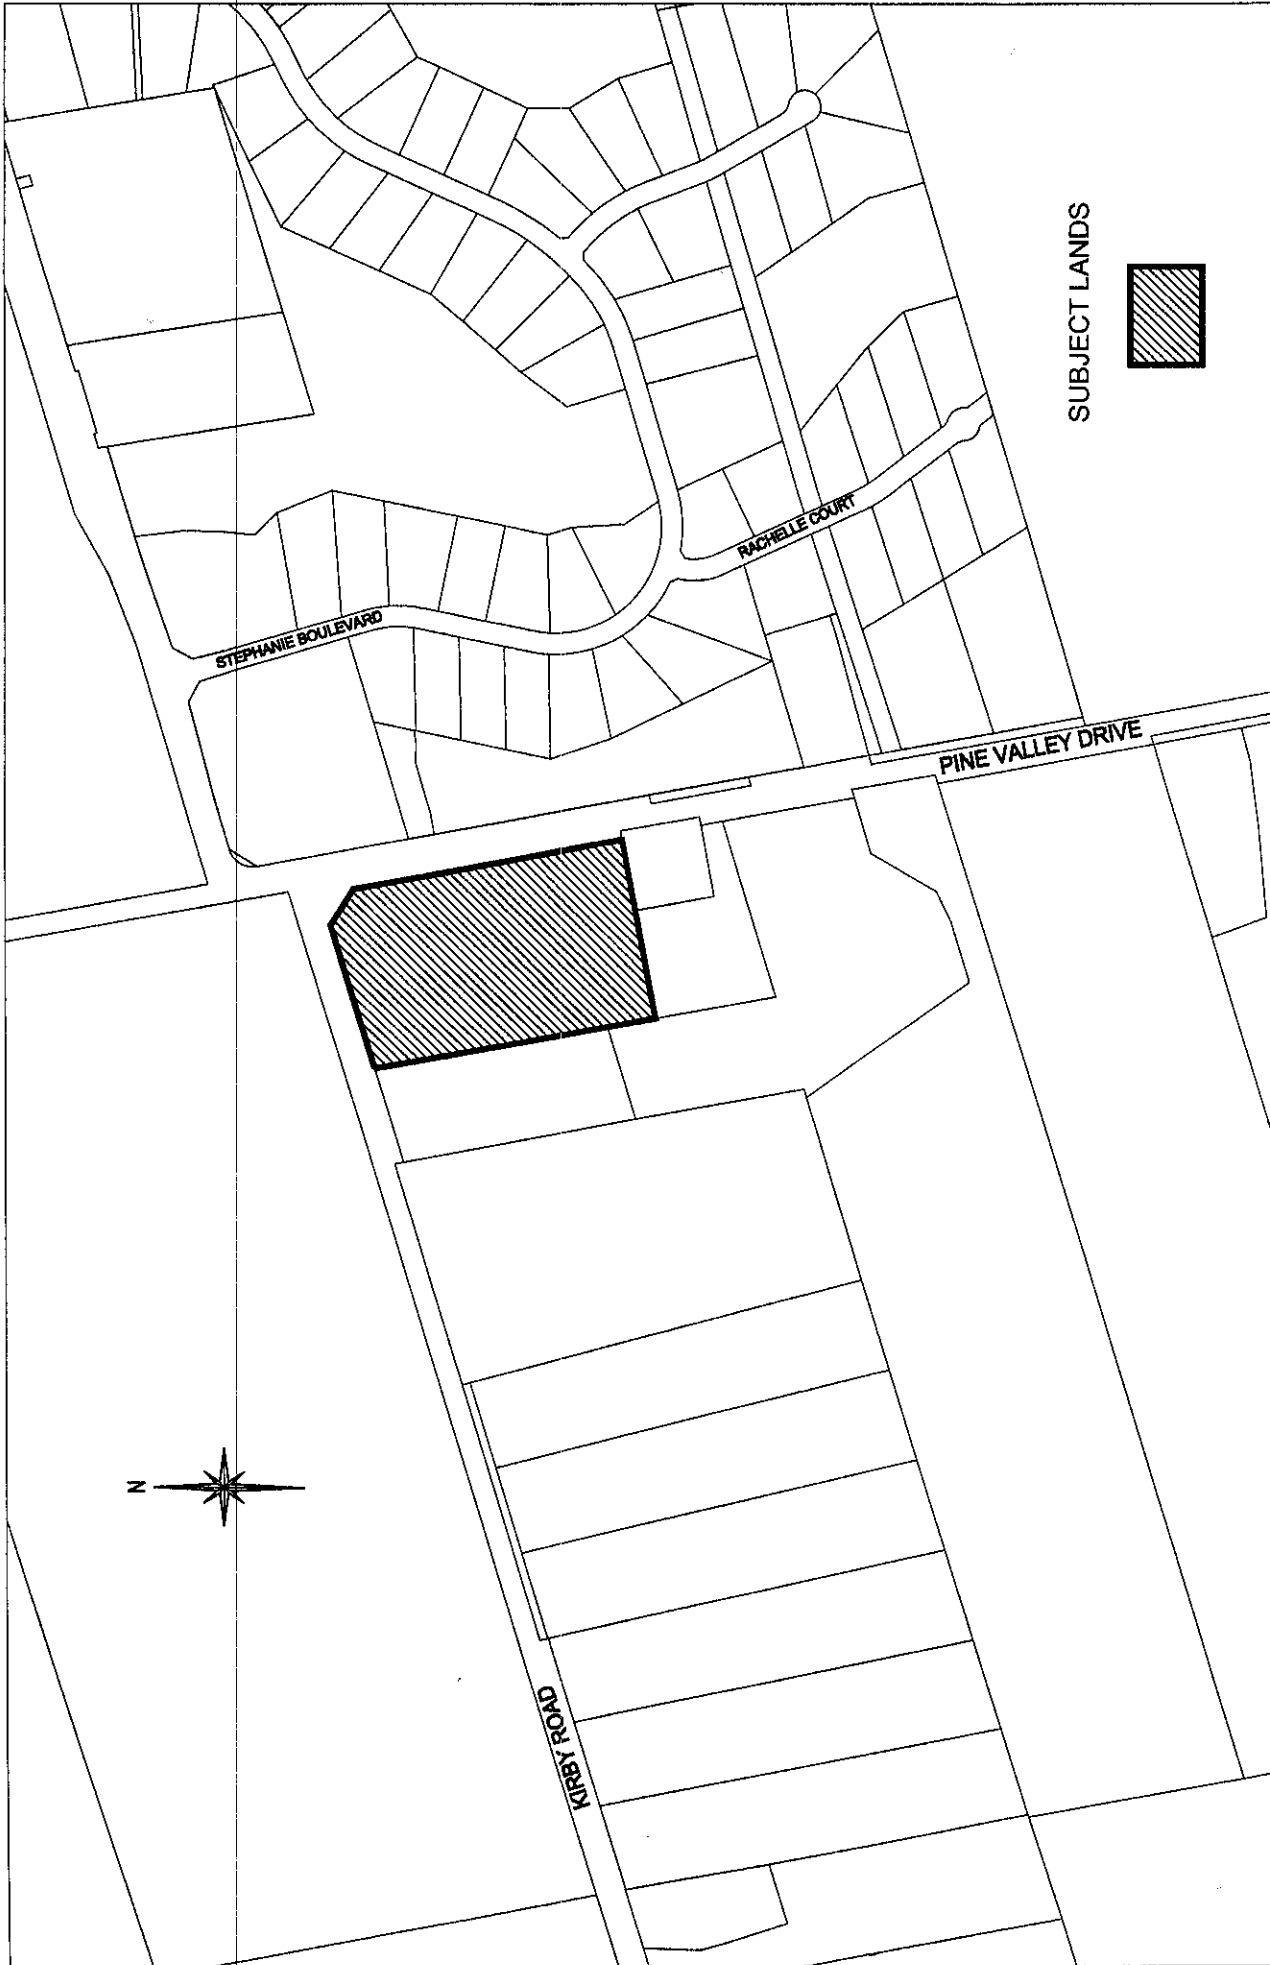 SUBJECT LANDS
STEPHANIE BOULEVARD
RACHELLE COURT
PINE VALLEY DRIVE
N
KIRBY ROAD